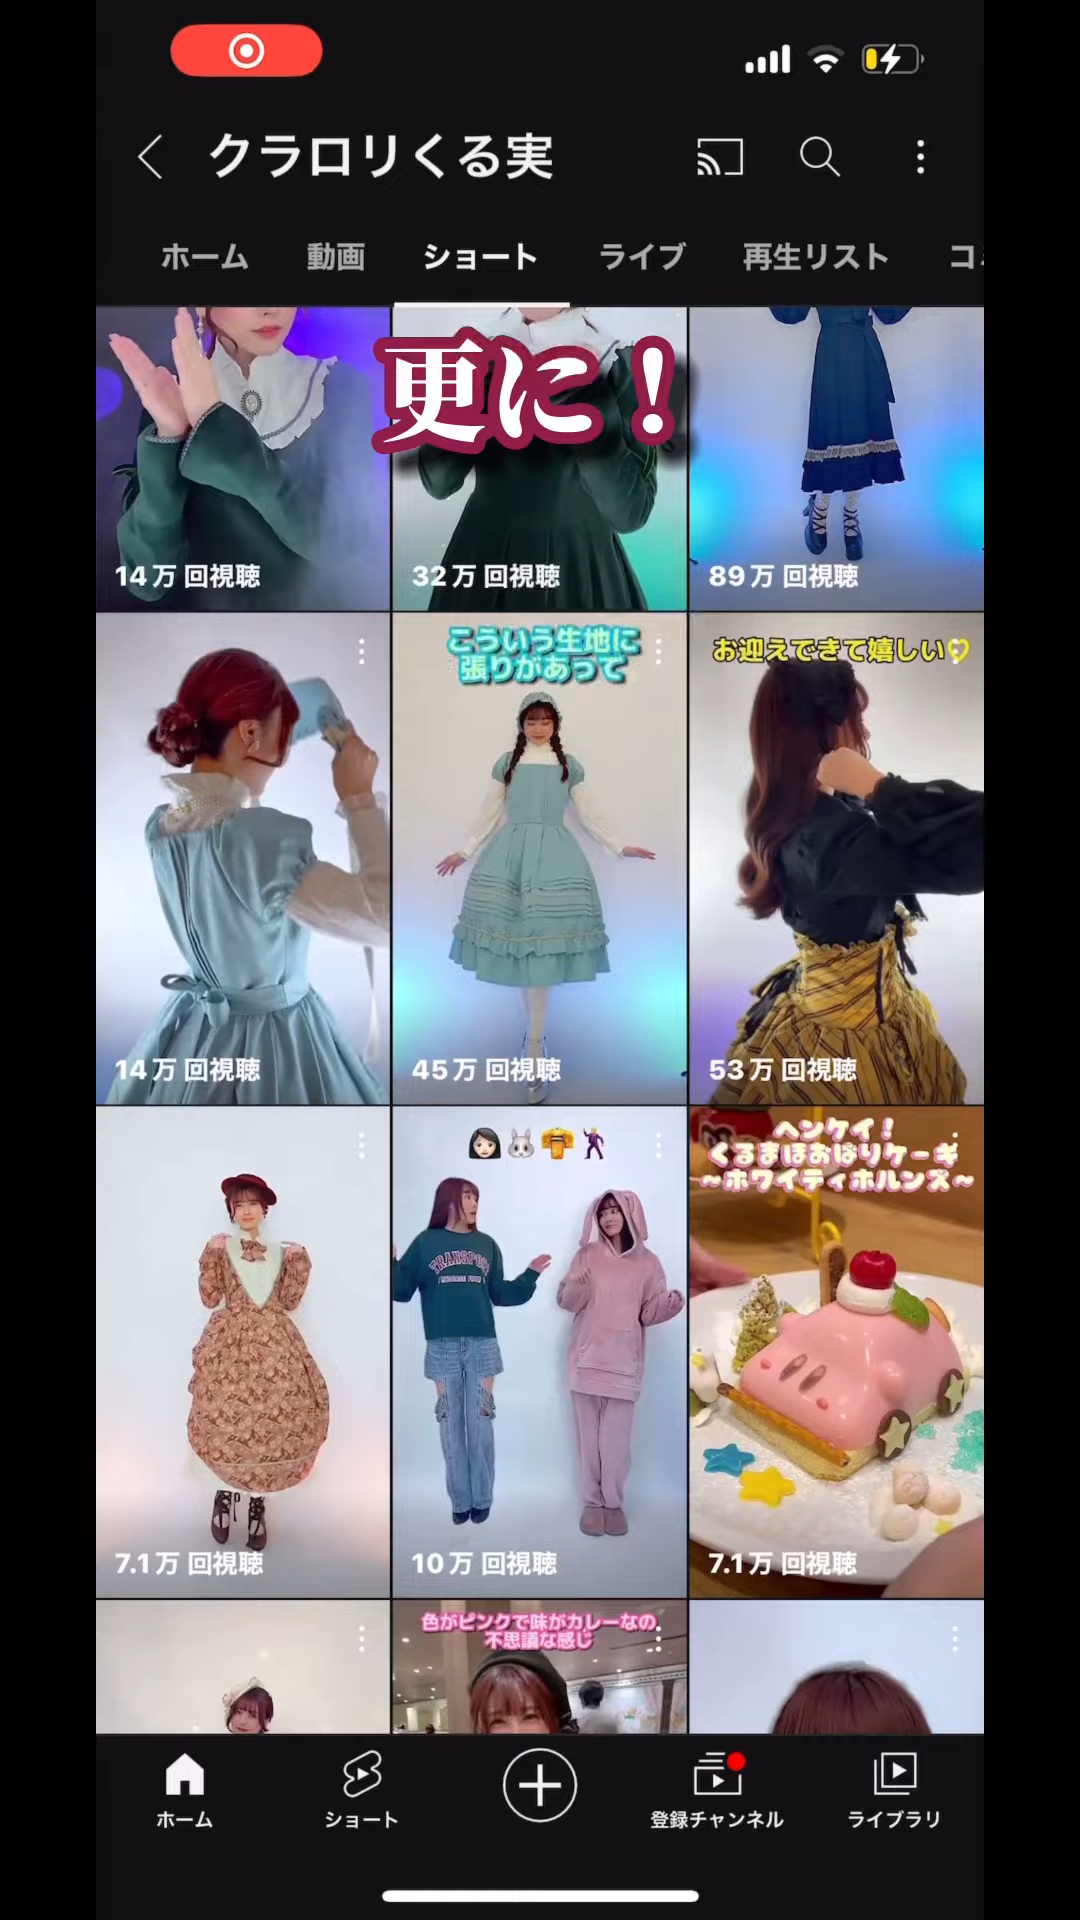 クラロリくる実
ホーム 動画 ショート ライブ 再生リスト
更に！
14万 回視聴
32万 回視聴
89万 回視聴
こういう生地に
張りがあって
お迎えできて嬉しい
14万 回視聴
45万 回視聴
53万 回視聴
TRANSPO
ヘンケイ！
くるまほおばりケーキ
～ホワイティホルンズ～
7.1万 回視聴
10万 回視聴
7.1万 回視聴
色がピンクで味がカレーなの
不思議な感じ
ホーム
ショート
登録チャンネル
ライブラリ